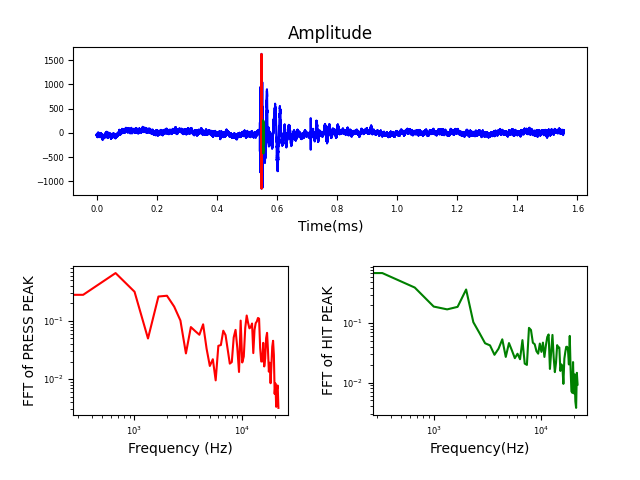 Amplitude
1500
1000
500
0
−500
−1000
0.0 0.2 0.4 0.6 0.8 1.0 1.2 1.4 1.6
Time(ms)
FFT of PRESS PEAK
10⁻¹
10⁻²
10³ 10⁴
Frequency (Hz)
FFT of HIT PEAK
10⁻¹
10⁻²
10³ 10⁴
Frequency(Hz)